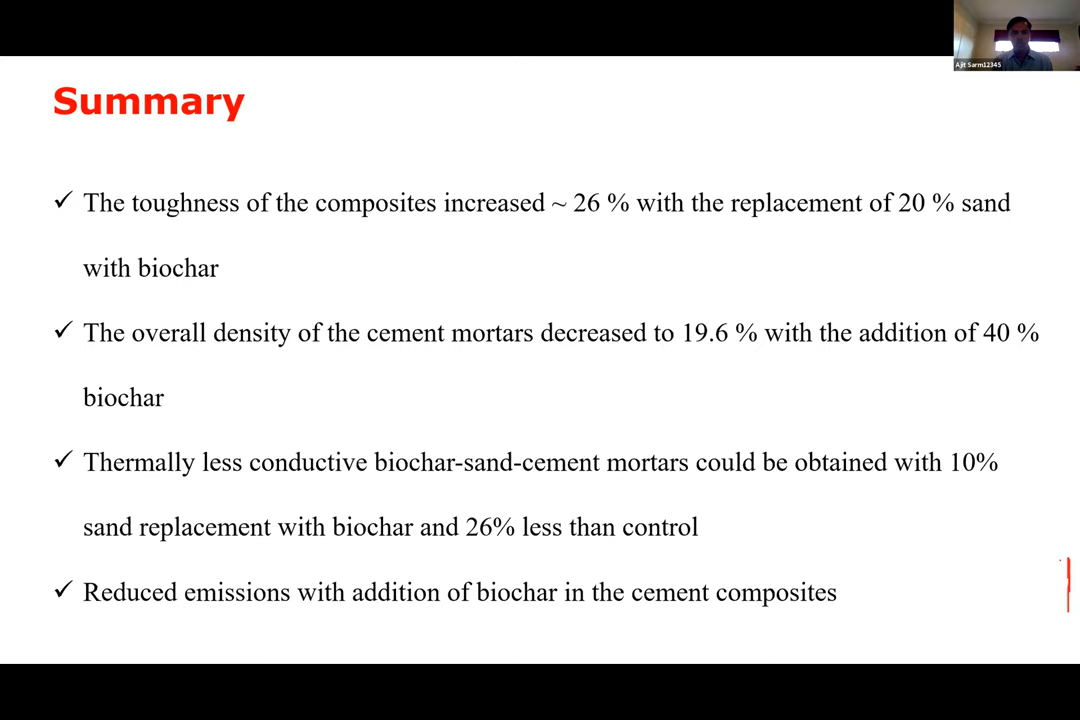 Ajit Sarm12345
Summary
✓ The toughness of the composites increased ~ 26 % with the replacement of 20 % sand
with biochar
✓ The overall density of the cement mortars decreased to 19.6 % with the addition of 40 %
biochar
✓ Thermally less conductive biochar-sand-cement mortars could be obtained with 10%
sand replacement with biochar and 26% less than control
✓ Reduced emissions with addition of biochar in the cement composites